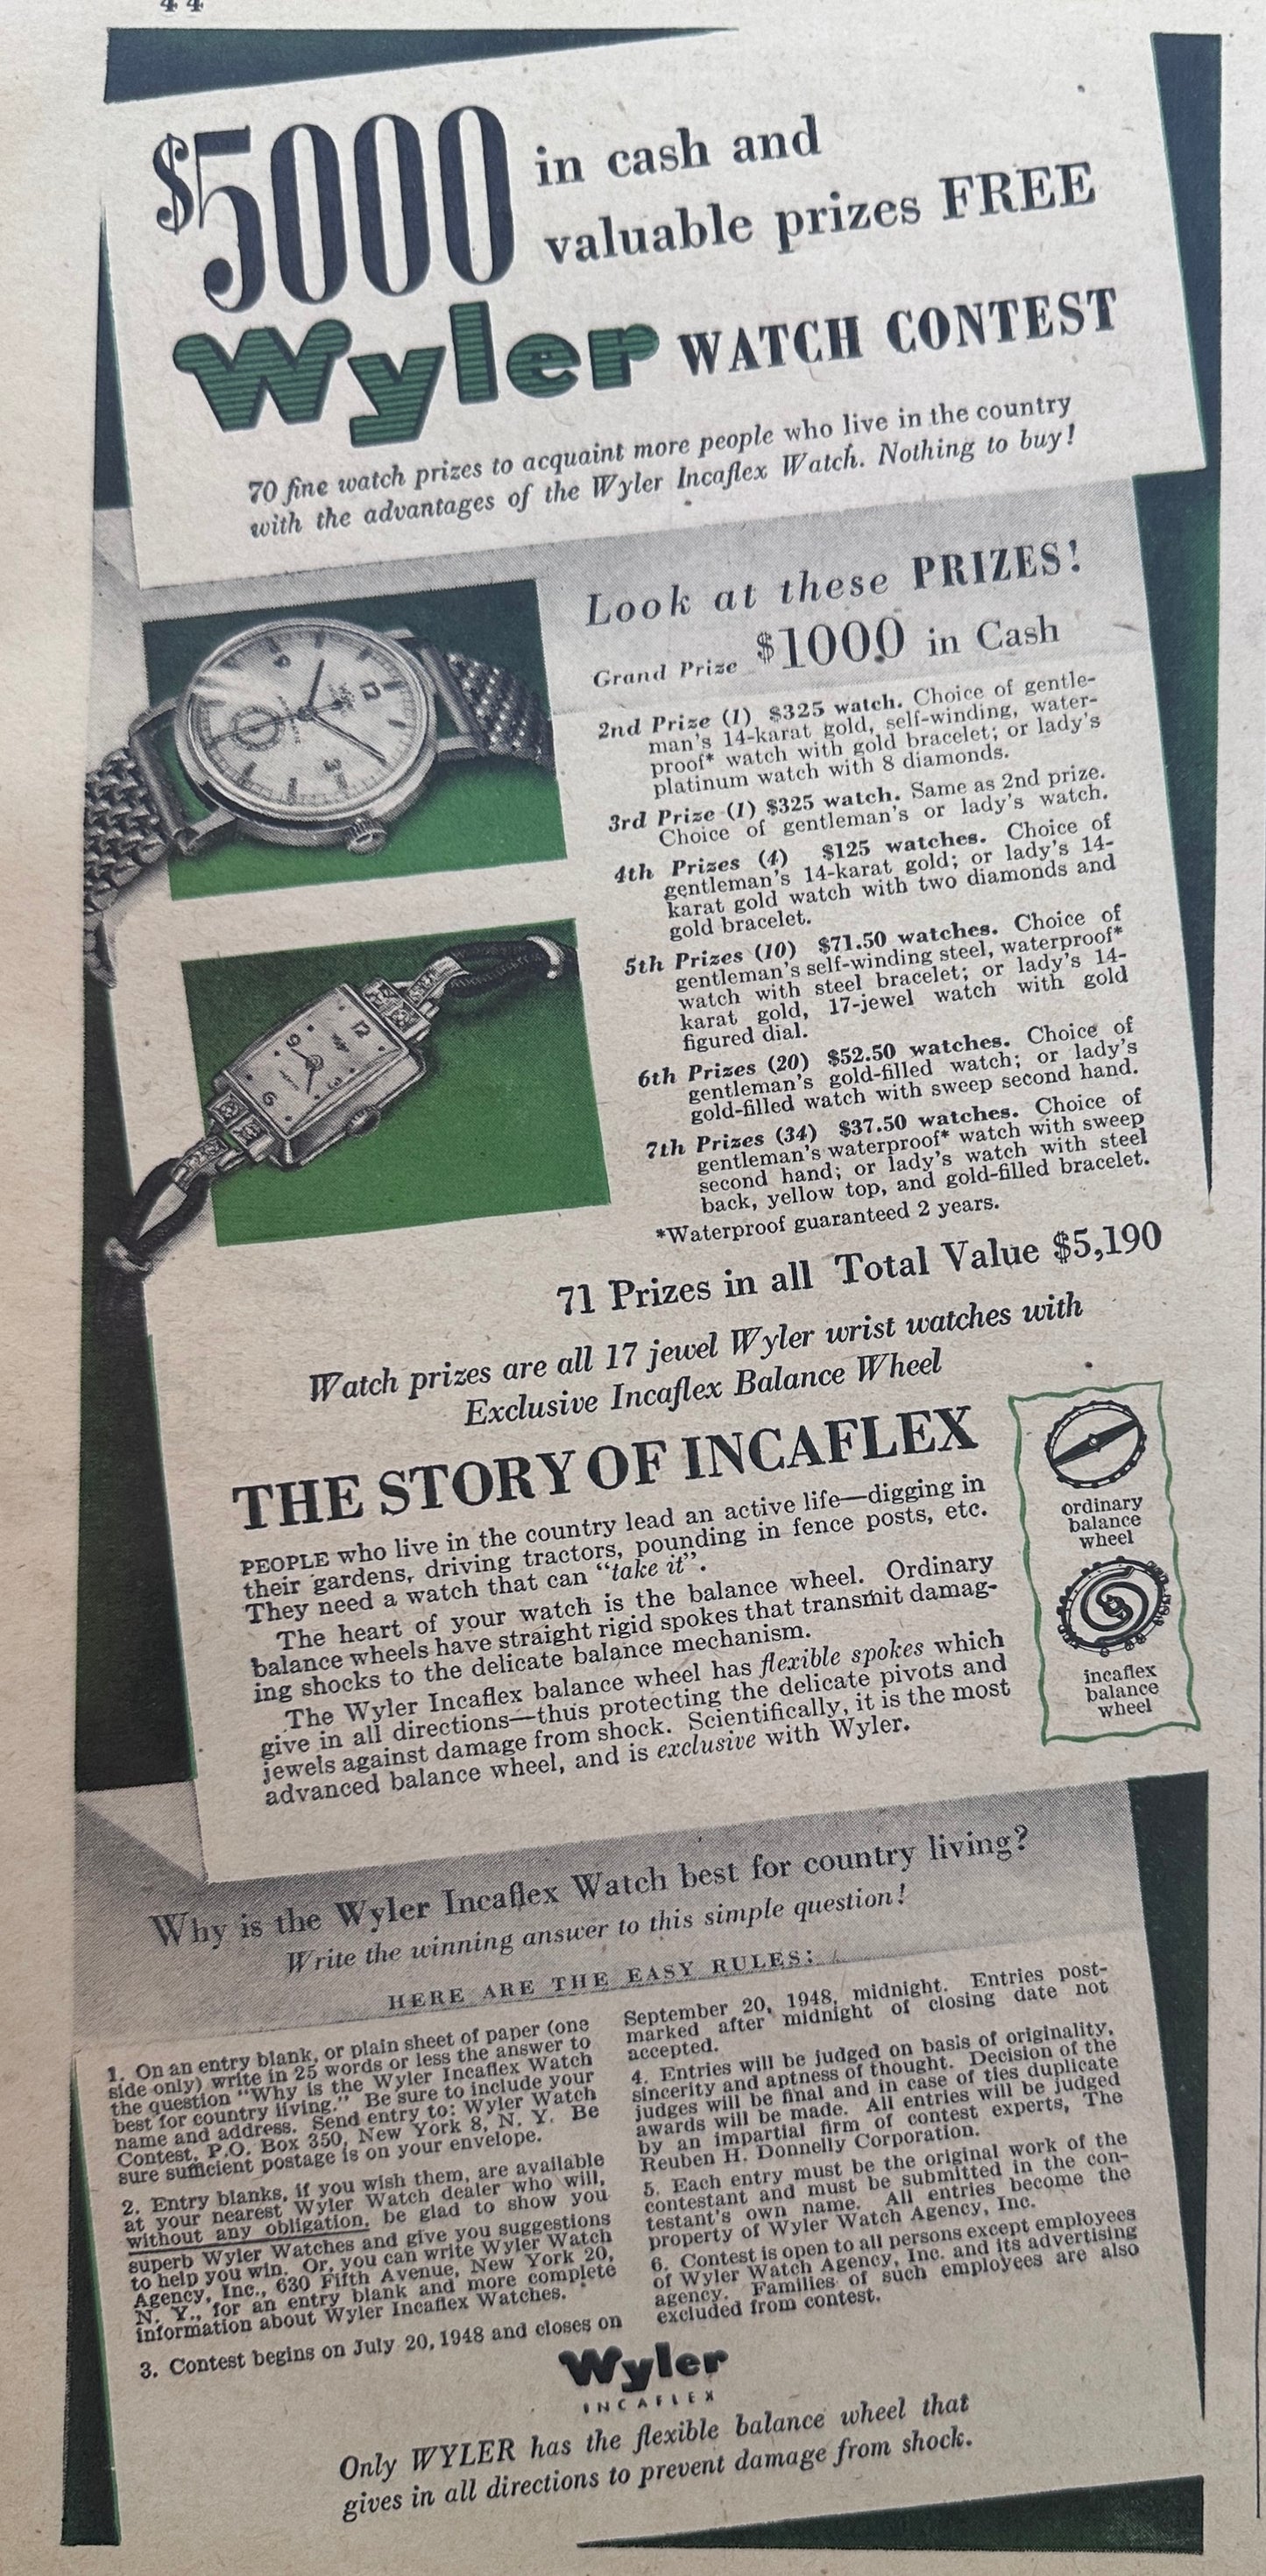 44
$5000 in cash and
valuable prizes FREE
Wyler WATCH CONTEST
70 fine watch prizes to acquaint more people who live in the country
with the advantages of the Wyler Incaflex Watch. Nothing to buy!
Look at these PRIZES!
Grand Prize $1000 in Cash
2nd Prize (1) $325 watch. Choice of gentle-
man's 14-karat gold, self-winding, water-
proof* watch with gold bracelet; or lady's
platinum watch with 8 diamonds.
3rd Prize (1) $325 watch. Same as 2nd prize.
Choice of gentleman's or lady's watch.
4th Prizes (4) $125 watches. Choice of
gentleman's 14-karat gold; or lady's 14-
karat gold watch with two diamonds and
gold bracelet.
5th Prizes (10) $71.50 watches. Choice of
gentleman's self-winding steel, waterproof*
watch with steel bracelet; or lady's 14-
karat gold, 17-jewel watch with gold
figured dial.
6th Prizes (20) $52.50 watches. Choice of
gentleman's gold-filled watch; or lady's
gold-filled watch with sweep second hand.
7th Prizes (34) $37.50 watches. Choice of
gentleman's waterproof* watch with sweep
second hand; or lady's watch with steel
back, yellow top, and gold-filled bracelet.
*Waterproof guaranteed 2 years.
12
3
9
12
3
6
9
71 Prizes in all Total Value $5,190
Watch prizes are all 17 jewel Wyler wrist watches with
Exclusive Incaflex Balance Wheel
THE STORY OF INCAFLEX
PEOPLE who live in the country lead an active life—digging in
their gardens, driving tractors, pounding in fence posts, etc.
They need a watch that can "take it".
The heart of your watch is the balance wheel. Ordinary
balance wheels have straight rigid spokes that transmit damag-
ing shocks to the delicate balance mechanism.
The Wyler Incaflex balance wheel has flexible spokes which
give in all directions—thus protecting the delicate pivots and
jewels against damage from shock. Scientifically, it is the most
advanced balance wheel, and is exclusive with Wyler.
ordinary
balance
wheel
incaflex
balance
wheel
Why is the Wyler Incaflex Watch best for country living?
Write the winning answer to this simple question!
HERE ARE THE EASY RULES:
1. On an entry blank, or plain sheet of paper (one
side only) write in 25 words or less the answer to
the question "Why is the Wyler Incaflex Watch
best for country living." Be sure to include your
name and address. Send entry to: Wyler Watch
Contest, P.O. Box 350, New York 8, N. Y. Be
sure sufficient postage is on your envelope.
2. Entry blanks, if you wish them, are available
at your nearest Wyler Watch dealer who will,
without any obligation, be glad to show you
superb Wyler Watches and give you suggestions
to help you win. Or, you can write Wyler Watch
Agency, Inc., 630 Fifth Avenue, New York 20,
N. Y., for an entry blank and more complete
information about Wyler Incaflex Watches.
3. Contest begins on July 20, 1948 and closes on
September 20, 1948, midnight. Entries post-
marked after midnight of closing date not
accepted.
4. Entries will be judged on basis of originality,
sincerity and aptness of thought. Decision of the
judges will be final and in case of ties duplicate
awards will be made. All entries will be judged
by an impartial firm of contest experts, The
Reuben H. Donnelly Corporation.
5. Each entry must be the original work of the
contestant and must be submitted in the con-
testant's own name. All entries become the
property of Wyler Watch Agency, Inc.
6. Contest is open to all persons except employees
of Wyler Watch Agency, Inc. and its advertising
agency. Families of such employees are also
excluded from contest.
Wyler
INCAFLEX
Only WYLER has the flexible balance wheel that
gives in all directions to prevent damage from shock.